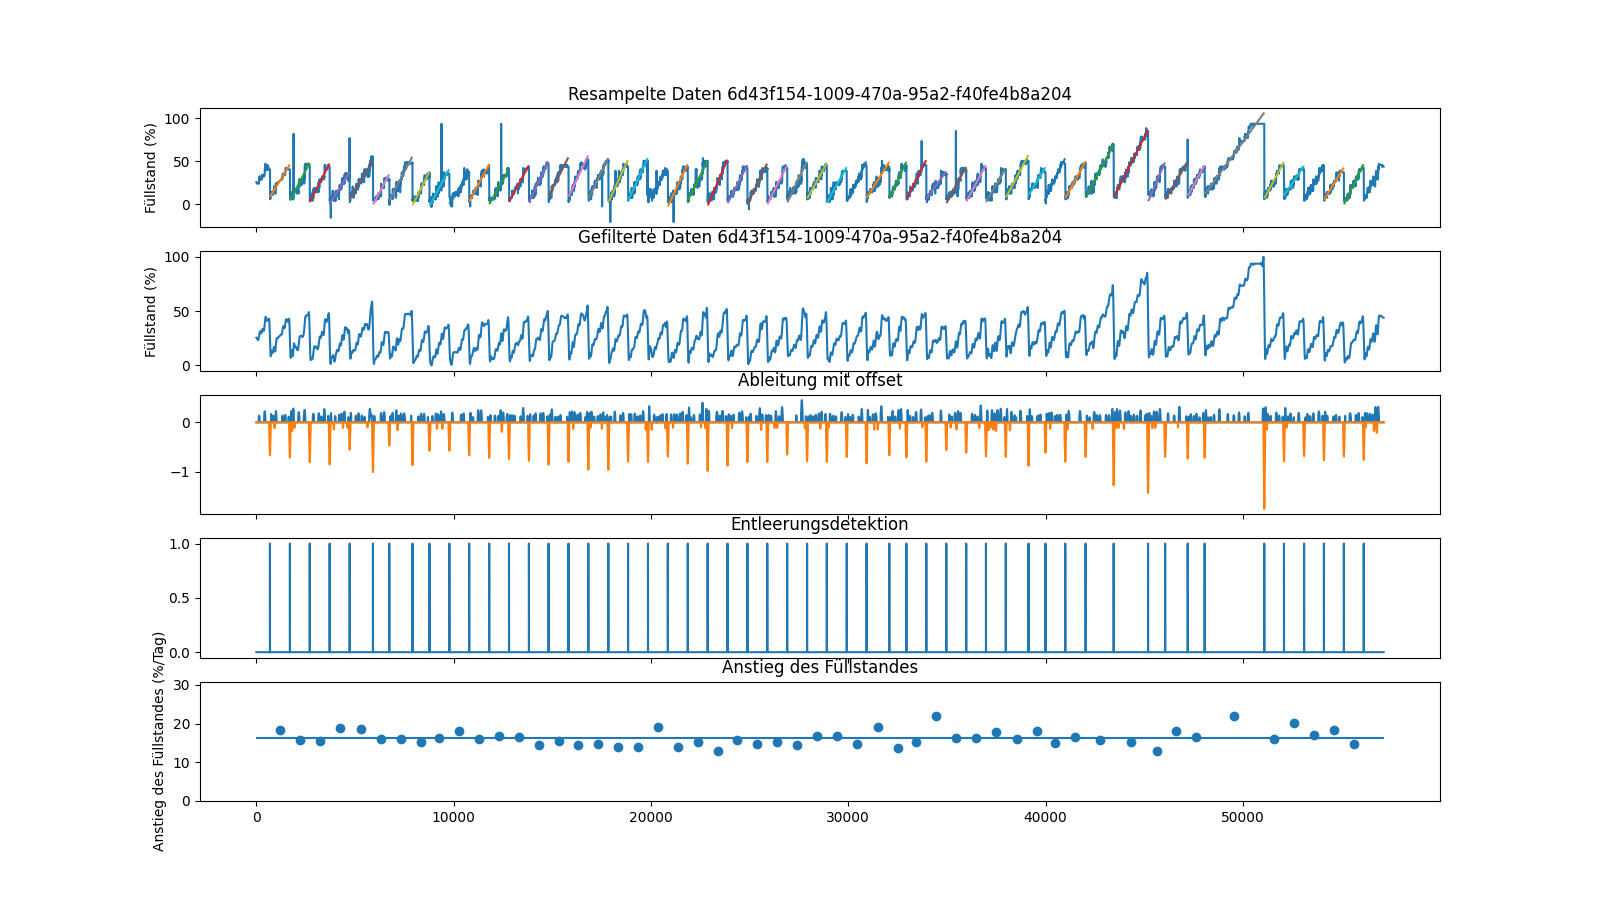 Resampelte Daten 6d43f154-1009-470a-95a2-f40fe4b8a204
100
50
0
Füllstand (%)
Gefilterte Daten 6d43f154-1009-470a-95a2-f40fe4b8a204
100
50
0
Füllstand (%)
Ableitung mit offset
0
−1
Entleerungsdetektion
1.0
0.5
0.0
Anstieg des Füllstandes
30
20
10
0
Anstieg des Füllstandes (%/Tag)
0 10000 20000 30000 40000 50000